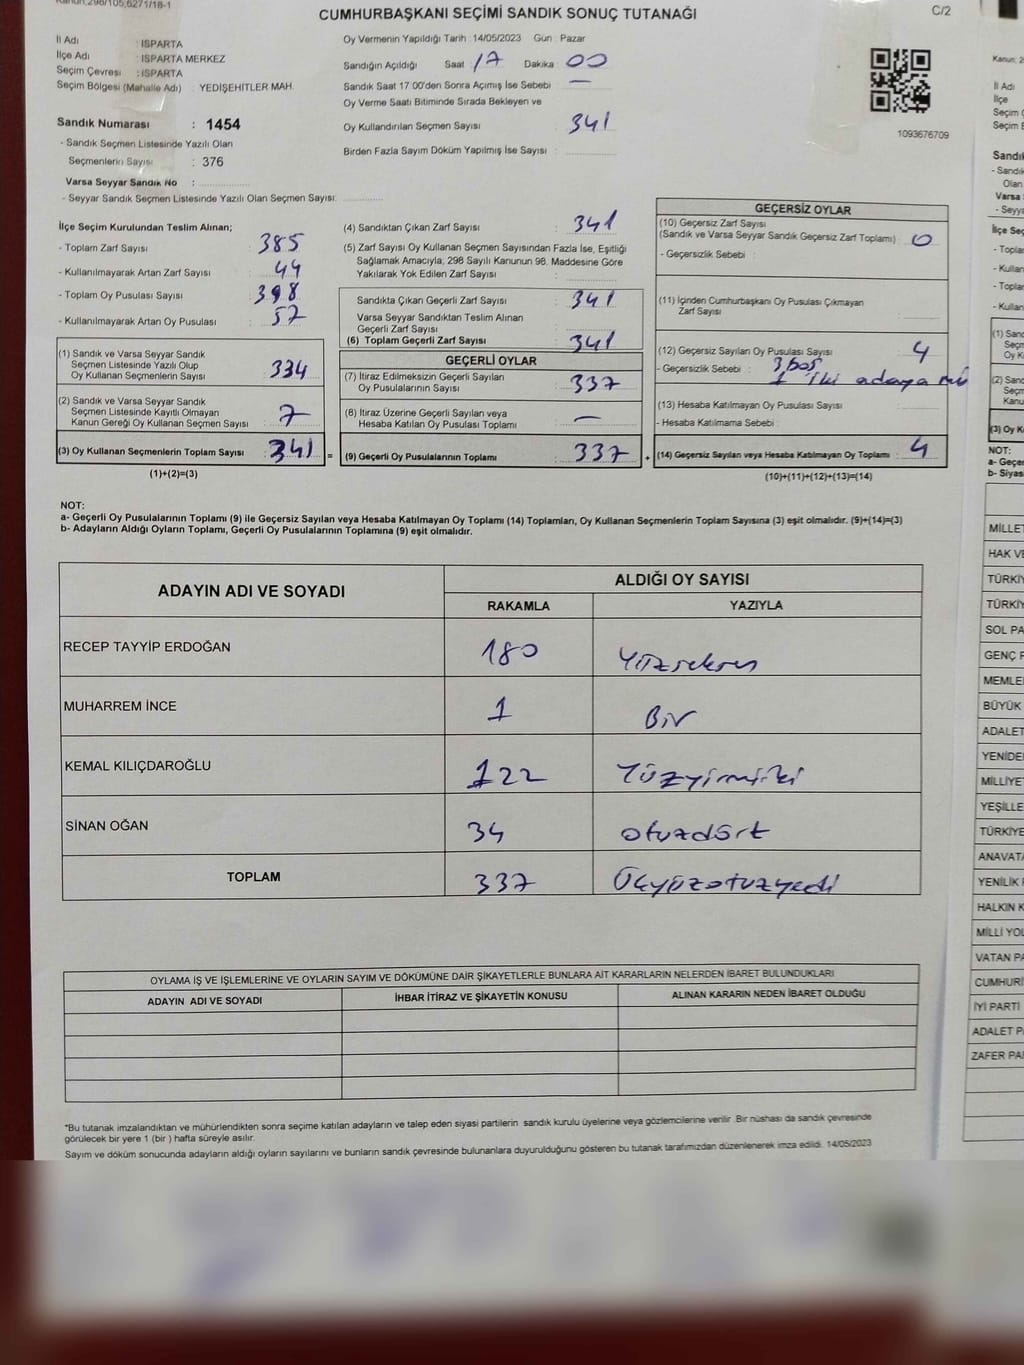 Kanun,298/105,6271/18-1
CUMHURBAŞKANI SEÇİMİ SANDIK SONUÇ TUTANAĞI
C/2
İl Adı : ISPARTA
İlçe Adı : ISPARTA MERKEZ
Seçim Çevresi : ISPARTA
Seçim Bölgesi (Mahalle Adı) : YEDİŞEHİTLER MAH.
Sandık Numarası : 1454
- Sandık Seçmen Listesinde Yazılı Olan
Seçmenlerin Sayısı : 376
Varsa Seyyar Sandık No :
- Seyyar Sandık Seçmen Listesinde Yazılı Olan Seçmen Sayısı:
Oy Vermenin Yapıldığı Tarih : 14/05/2023 Gün : Pazar
Sandığın Açıldığı Saat 17 Dakika 00
Sandık Saat 17.00'den Sonra Açımış İse Sebebi —
Oy Verme Saati Bitiminde Sırada Bekleyen ve
Oy Kullandırılan Seçmen Sayısı : 341
Birden Fazla Sayım Döküm Yapılmış İse Sayısı :
1093676709
İlçe Seçim Kurulundan Teslim Alınan;
- Toplam Zarf Sayısı : 385
- Kullanılmayarak Artan Zarf Sayısı : 44
- Toplam Oy Pusulası Sayısı : 398
- Kullanılmayarak Artan Oy Pusulası : 57
(1) Sandık ve Varsa Seyyar Sandık
Seçmen Listesinde Yazılı Olup
Oy Kullanan Seçmenlerin Sayısı : 334
(2) Sandık ve Varsa Seyyar Sandık
Seçmen Listesinde Kayıtlı Olmayan
Kanun Gereği Oy Kullanan Seçmen Sayısı : 7
(3) Oy Kullanan Seçmenlerin Toplam Sayısı : 341 =
(1)+(2)=(3)
(4) Sandıktan Çıkan Zarf Sayısı : 341
(5) Zarf Sayısı Oy Kullanan Seçmen Sayısından Fazla İse, Eşitliği
Sağlamak Amacıyla; 298 Sayılı Kanunun 98. Maddesine Göre
Yakılarak Yok Edilen Zarf Sayısı :
Sandıkta Çıkan Geçerli Zarf Sayısı : 341
Varsa Seyyar Sandıktan Teslim Alınan
Geçerli Zarf Sayısı :
(6) Toplam Geçerli Zarf Sayısı : 341
GEÇERLİ OYLAR
(7) İtiraz Edilmeksizin Geçerli Sayılan
Oy Pusulalarının Sayısı : 337
(8) İtiraz Üzerine Geçerli Sayılan veya
Hesaba Katılan Oy Pusulası Toplamı : —
(9) Geçerli Oy Pusulalarının Toplamı : 337 +
GEÇERSİZ OYLAR
(10) Geçersiz Zarf Sayısı
(Sandık ve Varsa Seyyar Sandık Geçersiz Zarf Toplamı) : 0
- Geçersizlik Sebebi :
(11) İçinden Cumhurbaşkanı Oy Pusulası Çıkmayan
Zarf Sayısı :
(12) Geçersiz Sayılan Oy Pusulası Sayısı : 4
- Geçersizlik Sebebi : 3 boş
1 iki adaya
(13) Hesaba Katılmayan Oy Pusulası Sayısı :
- Hesaba Katılmama Sebebi :
(14) Geçersiz Sayılan veya Hesaba Katılmayan Oy Toplamı : 4
(10)+(11)+(12)+(13)=(14)
NOT:
a- Geçerli Oy Pusulalarının Toplamı (9) ile Geçersiz Sayılan veya Hesaba Katılmayan Oy Toplamı (14) Toplamları, Oy Kullanan Seçmenlerin Toplam Sayısına (3) eşit olmalıdır. (9)+(14)=(3)
b- Adayların Aldığı Oyların Toplamı, Geçerli Oy Pusulalarının Toplamına (9) eşit olmalıdır.
ADAYIN ADI VE SOYADI
ALDIĞI OY SAYISI
RAKAMLA YAZIYLA
RECEP TAYYİP ERDOĞAN 180 Yüzseksen
MUHARREM İNCE 1 Bir
KEMAL KILIÇDAROĞLU 122 Yüzyirmiiki
SİNAN OĞAN 34 otuzdört
TOPLAM 337 Üçyüzotuzyedi
OYLAMA İŞ VE İŞLEMLERİNE VE OYLARIN SAYIM VE DÖKÜMÜNE DAİR ŞİKAYETLERLE BUNLARA AİT KARARLARIN NELERDEN İBARET BULUNDUKLARI
ADAYIN ADI VE SOYADI İHBAR İTİRAZ VE ŞİKAYETİN KONUSU ALINAN KARARIN NEDEN İBARET OLDUĞU
*Bu tutanak imzalandıktan ve mühürlendikten sonra seçime katılan adayların ve talep eden siyasi partilerin sandık kurulu üyelerine veya gözlemcilerine verilir. Bir nüshası da sandık çevresinde
görülecek bir yere 1 (bir ) hafta süreyle asılır.
Sayım ve döküm sonucunda adayların aldığı oyların sayılarını ve bunların sandık çevresinde bulunanlara duyurulduğunu gösteren bu tutanak tarafımızdan düzenlenerek imza edildi. 14/05/2023
Kanun; 2
İl Adı
İlçe
Seçim Ç
Seçim B
Sandı
- Sandık
Olan
Varsa
- Seyya
İlçe Seç
- Topla
- Kullan
- Toplar
- Kullan
(1) Sand
Seçm
Oy K
(2) Sand
Seçm
Kanu
(3) Oy K
NOT:
a- Geçer
b- Siyas
MİLLET
HAK VE
TÜRKİY
TÜRKİY
SOL PA
GENÇ P
MEMLE
BÜYÜK
ADALET
YENİDE
MİLLİYE
YEŞİLLE
TÜRKİYE
ANAVATA
YENİLİK P
HALKIN K
MİLLİ YOL
VATAN PA
CUMHURİ
İYİ PARTİ
ADALET P
ZAFER PAR